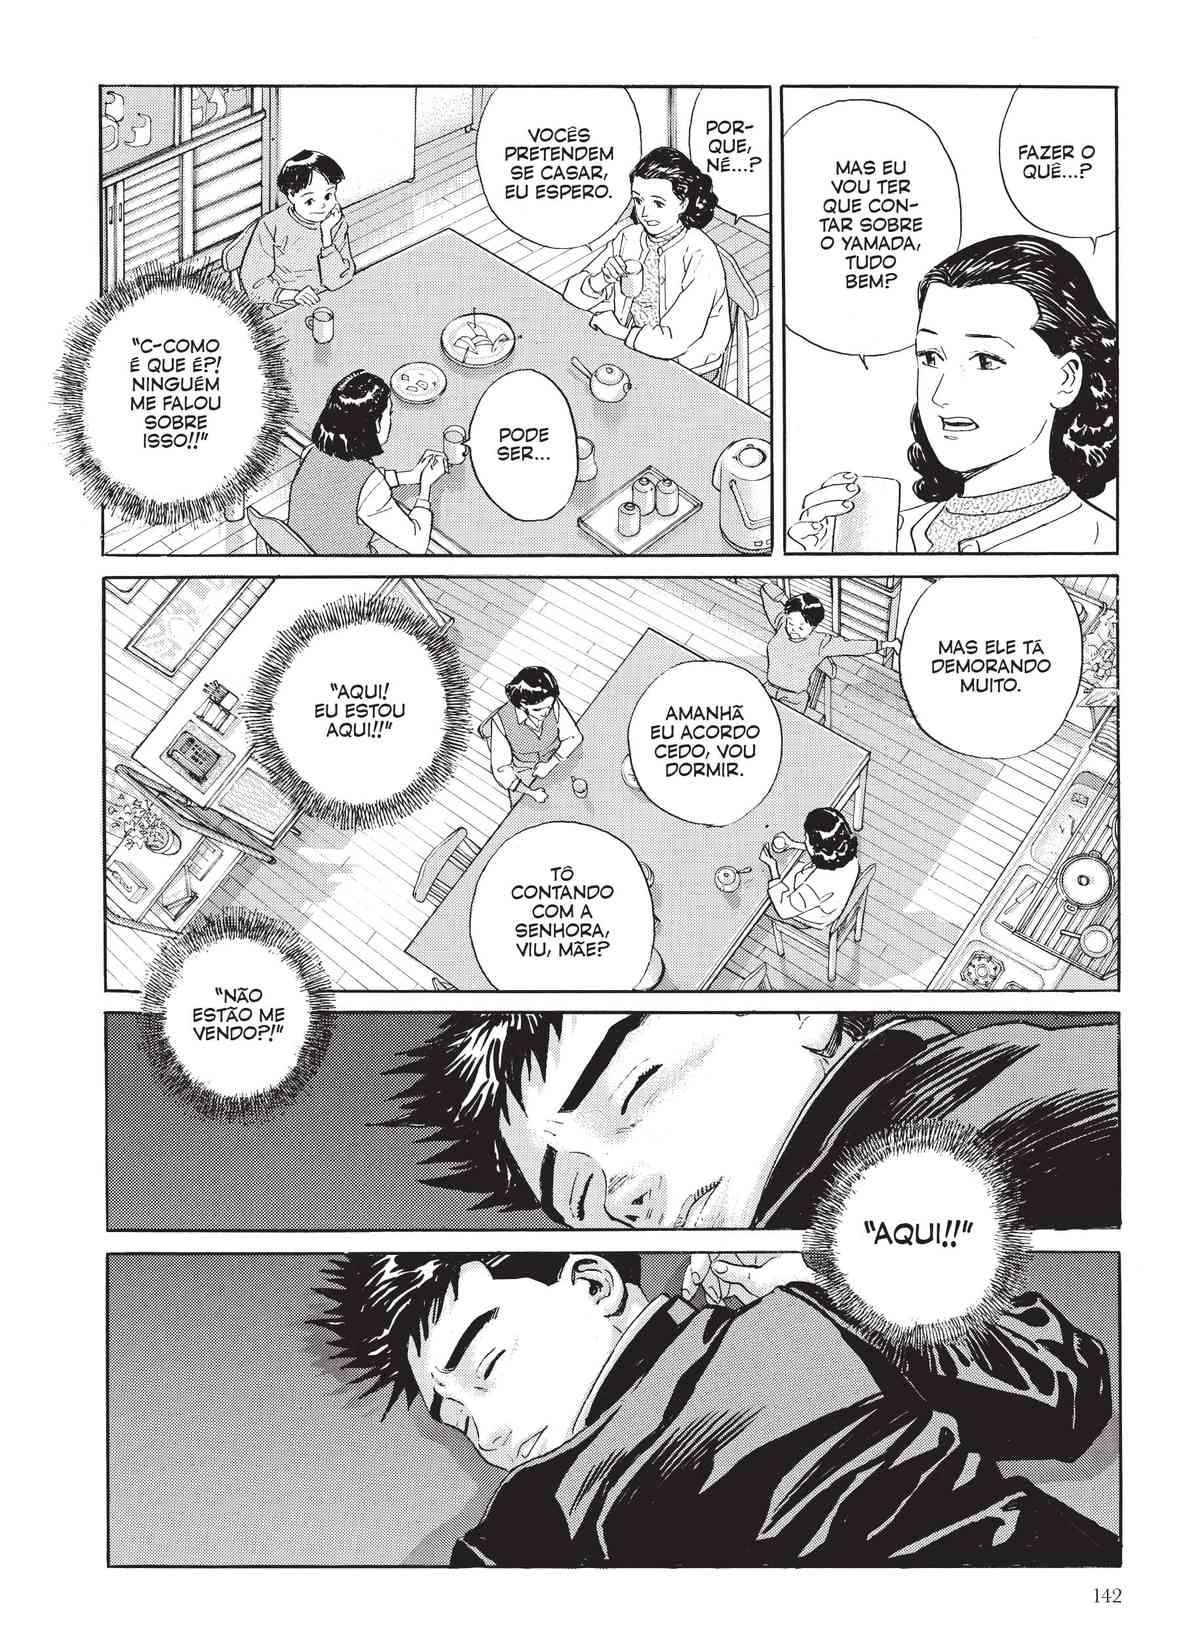 FAZER O
QUÊ...?
MAS EU
VOU TER
QUE CON-
TAR SOBRE
O YAMADA,
TUDO
BEM?
POR-
QUE,
NÉ...?
VOCÊS
PRETENDEM
SE CASAR,
EU ESPERO.
PODE
SER...
"C-COMO
É QUE É?!
NINGUÉM
ME FALOU
SOBRE
ISSO!!"
MAS ELE TÁ
DEMORANDO
MUITO.
AMANHÃ
EU ACORDO
CEDO, VOU
DORMIR.
TÔ
CONTANDO
COM A
SENHORA,
VIU, MÃE?
"AQUI!
EU ESTOU
AQUI!!"
"NÃO
ESTÃO ME
VENDO?!"
"AQUI!!"
142